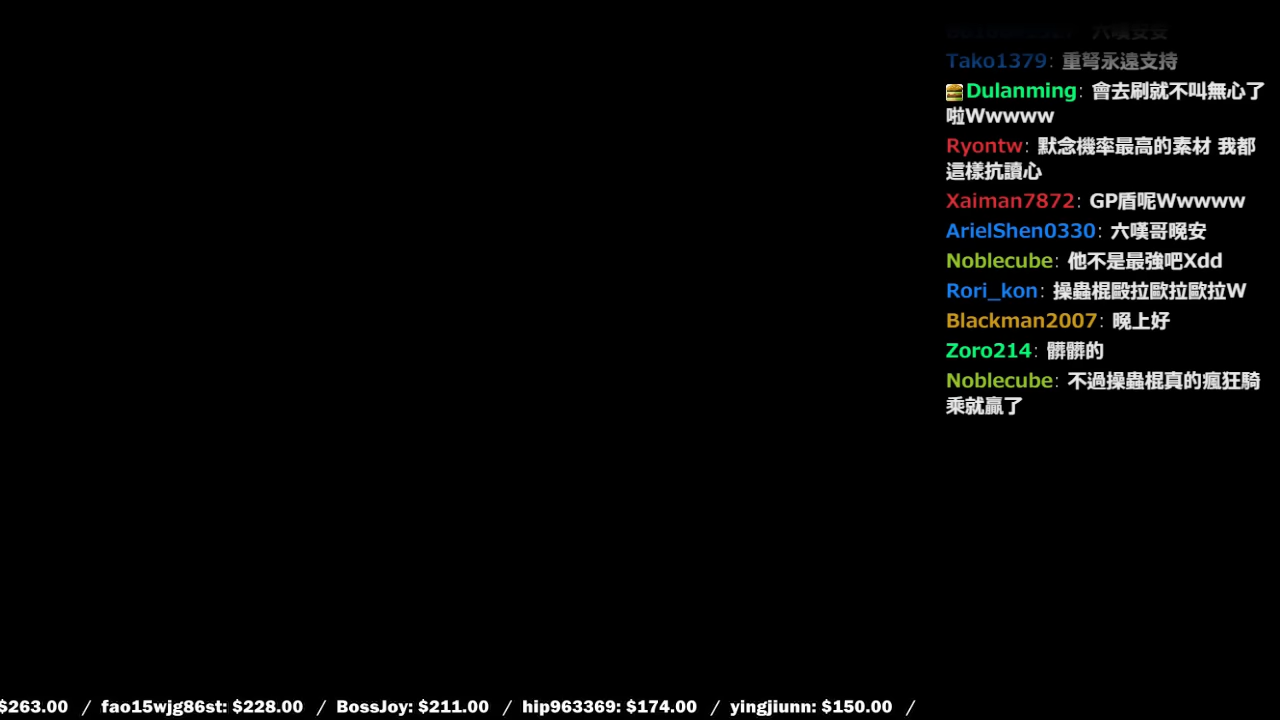 六嘆安安
Tako1379: 重弩永遠支持
Dulanming: 會去刷就不叫無心了
啦Wwwww
Ryontw: 默念機率最高的素材 我都
這樣抗讀心
Xaiman7872: GP盾呢Wwwww
ArielShen0330: 六嘆哥晚安
Noblecube: 他不是最強吧Xdd
Rori_kon: 操蟲棍毆拉歐拉歐拉W
Blackman2007: 晚上好
Zoro214: 髒髒的
Noblecube: 不過操蟲棍真的瘋狂騎
乘就贏了
$263.00 / fao15wjg86st: $228.00 / BossJoy: $211.00 / hip963369: $174.00 / yingjiunn: $150.00 /